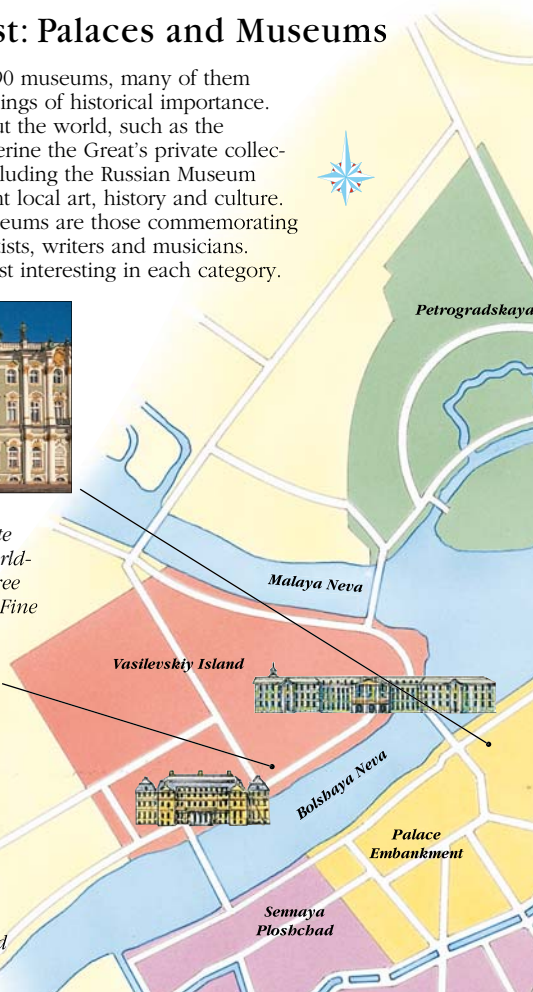 st: Palaces and Museums
90 museums, many of them
ings of historical importance.
ut the world, such as the
erine the Great's private collec-
luding the Russian Museum
nt local art, history and culture.
eums are those commemorating
ists, writers and musicians.
st interesting in each category.
Petrogradskaya
te
rld-
ree
Fine
Malaya Neva
Vasilevskiy Island
Bolshaya Neva
Palace
Embankment
Sennaya
Ploshchad
d